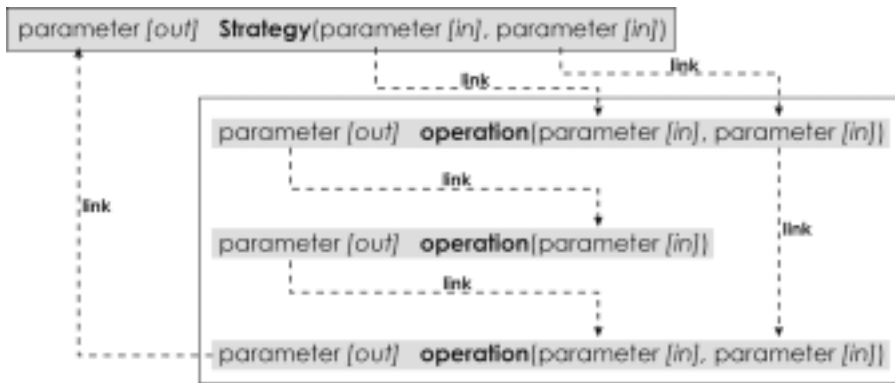 parameter [out] Strategy(parameter [in], parameter [in])
link link
parameter [out] operation(parameter [in], parameter [in])
link
link
link
parameter [out] operation(parameter [in])
link
parameter [out] operation(parameter [in], parameter [in])